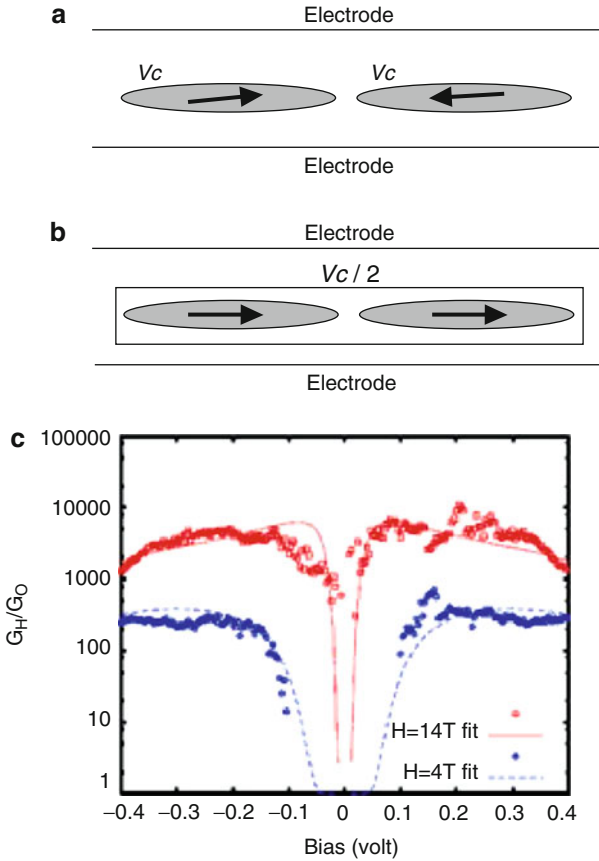 a
Electrode
Vc Vc
Electrode
b
Electrode
Vc / 2
Electrode
c
100000
10000
1000
100
10
1
G_H/G_O
−0.4 −0.3 −0.2 −0.1 0 0.1 0.2 0.3 0.4
Bias (volt)
H=14T fit
H=4T fit